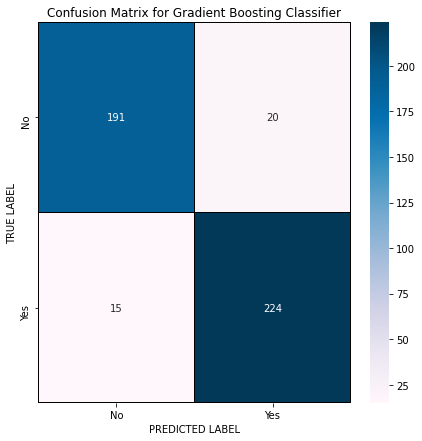 Confusion Matrix for Gradient Boosting Classifier
TRUE LABEL
No
191
20
Yes
15
224
No
Yes
PREDICTED LABEL
200
175
150
125
100
75
50
25